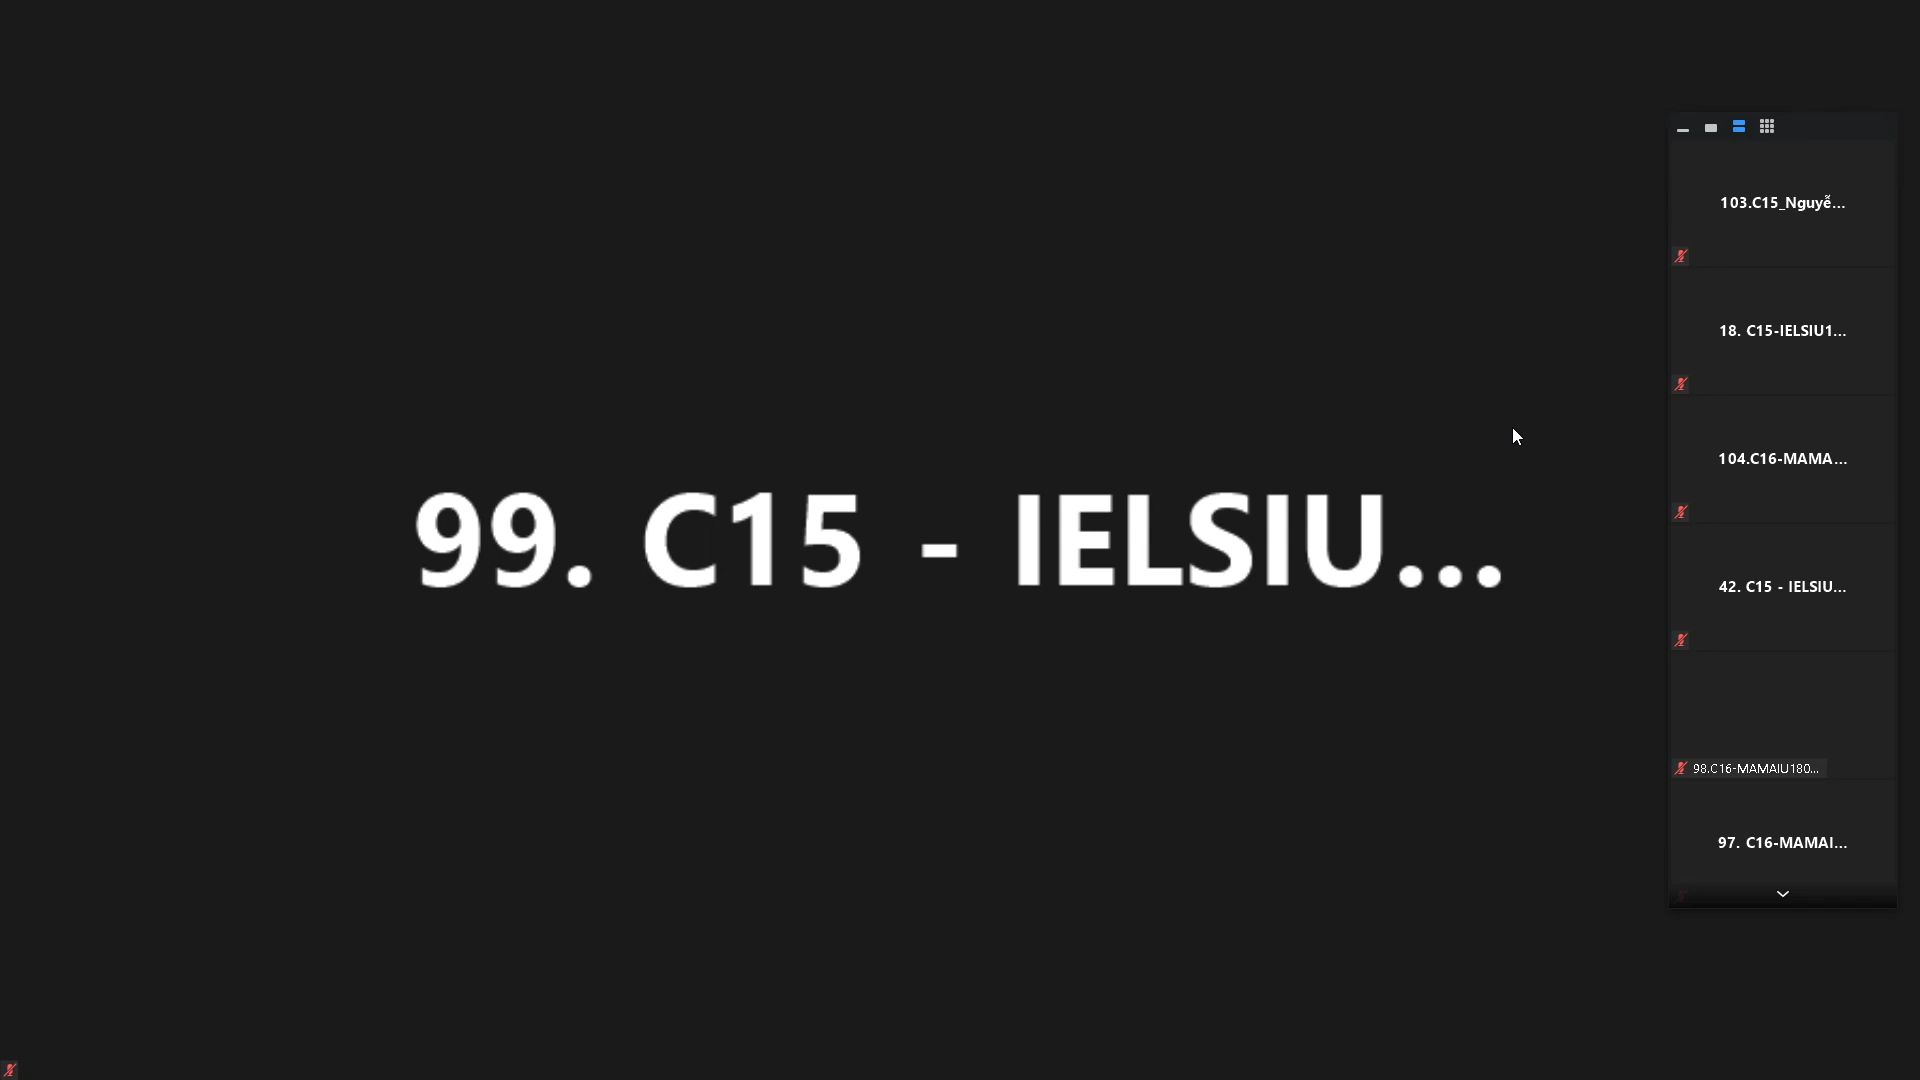 99. C15 - IELSIU...
103.C15_Nguyễ...
18. C15-IELSIU1...
104.C16-MAMA...
42. C15 - IELSIU...
98.C16-MAMAIU180...
97. C16-MAMAI...